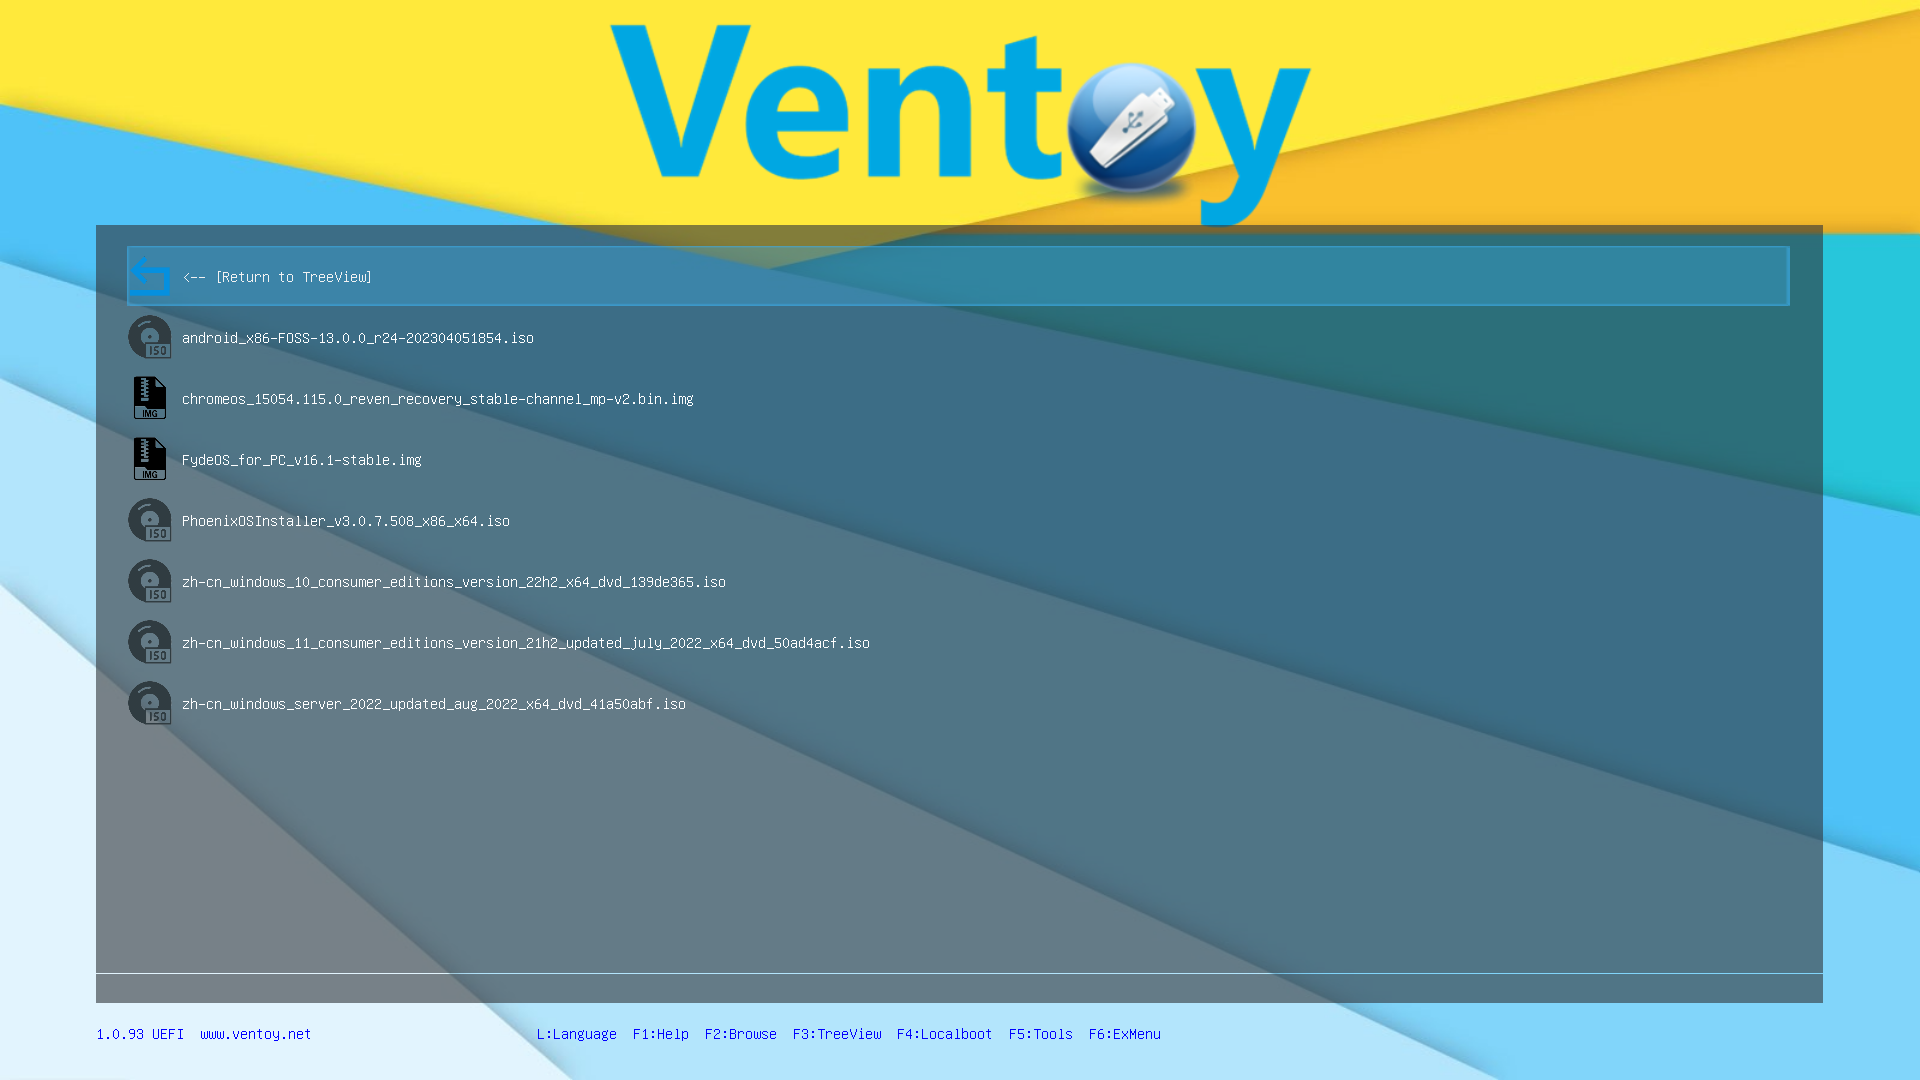 Ventoy
<-- [Return to TreeView]
ISO
android_x86-FOSS-13.0.0_r24-202304051854.iso
IMG
chromeos_15054.115.0_reven_recovery_stable-channel_mp-v2.bin.img
IMG
FydeOS_for_PC_v16.1-stable.img
ISO
PhoenixOSInstaller_v3.0.7.508_x86_x64.iso
ISO
zh-cn_windows_10_consumer_editions_version_22h2_x64_dvd_139de365.iso
ISO
zh-cn_windows_11_consumer_editions_version_21h2_updated_july_2022_x64_dvd_50ad4acf.iso
ISO
zh-cn_windows_server_2022_updated_aug_2022_x64_dvd_41a50abf.iso
1.0.93 UEFI  www.ventoy.net
L:Language  F1:Help  F2:Browse  F3:TreeView  F4:Localboot  F5:Tools  F6:ExMenu